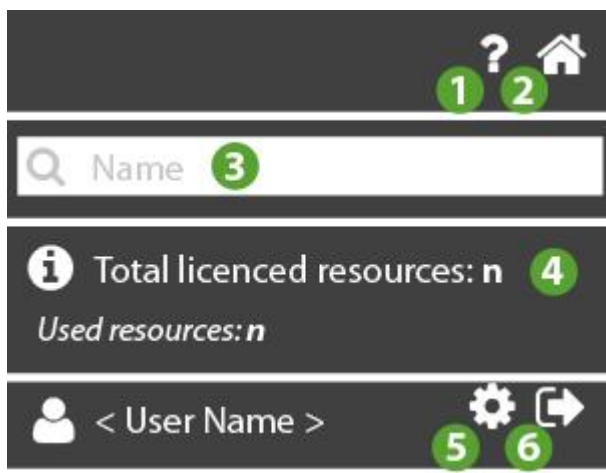 ?
1 2
Name 3
Total licenced resources: n 4
Used resources: n
< User Name >
5 6